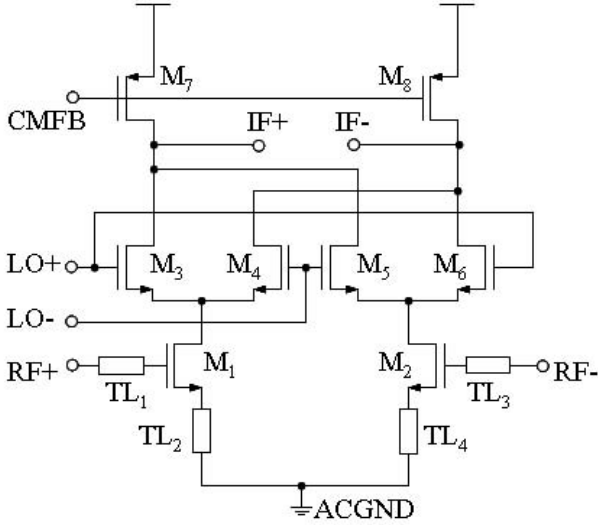 M7 M8
CMFB IF+ IF-
LO+ M3 M4 M5 M6
LO-
RF+ M1 M2 RF-
TL1 TL3
TL2 TL4
ACGND